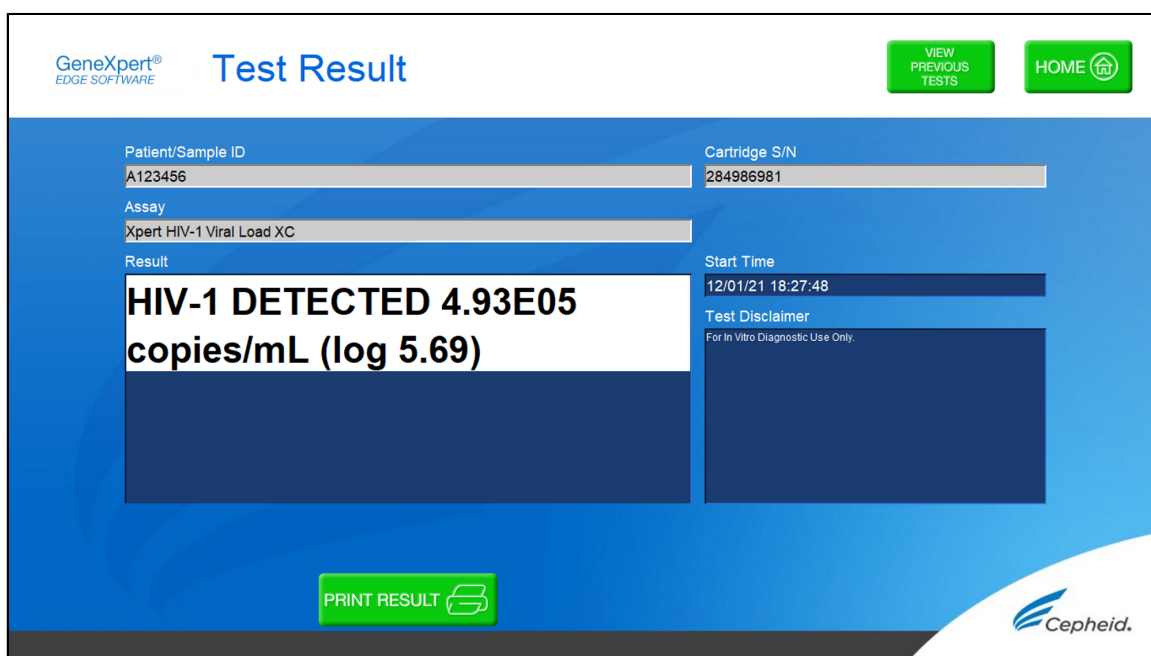 GeneXpert®
EDGE SOFTWARE
Test Result
VIEW
PREVIOUS
TESTS
HOME
Patient/Sample ID
A123456
Cartridge S/N
284986981
Assay
Xpert HIV-1 Viral Load XC
Result
HIV-1 DETECTED 4.93E05
copies/mL (log 5.69)
Start Time
12/01/21 18:27:48
Test Disclaimer
For In Vitro Diagnostic Use Only.
PRINT RESULT
Cepheid.